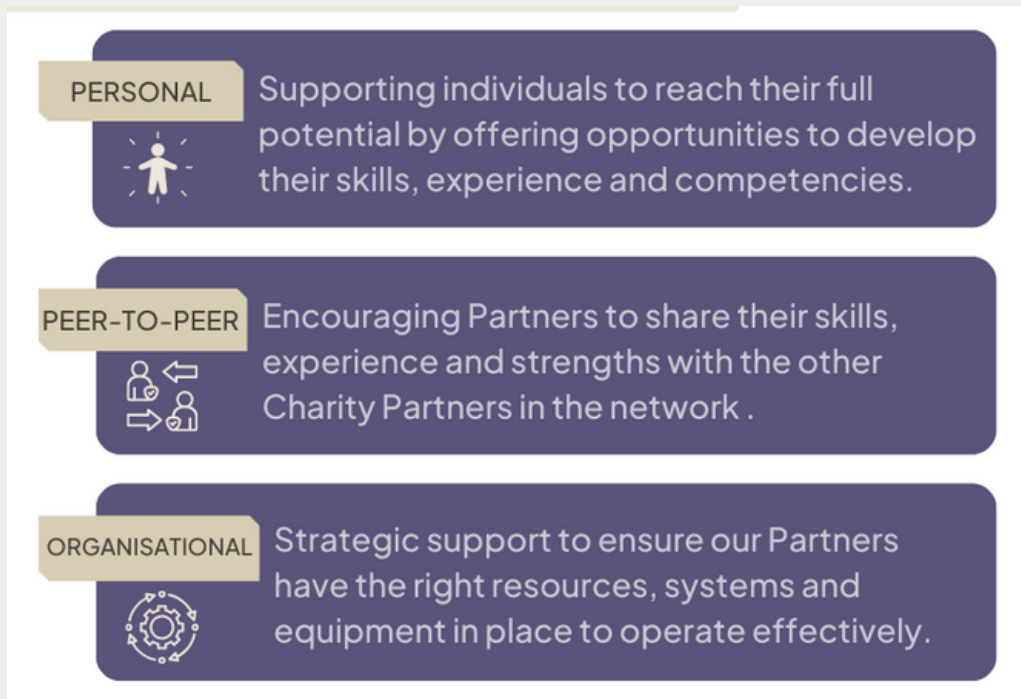 PERSONAL
Supporting individuals to reach their full
potential by offering opportunities to develop
their skills, experience and competencies.
PEER-TO-PEER
Encouraging Partners to share their skills,
experience and strengths with the other
Charity Partners in the network .
ORGANISATIONAL
Strategic support to ensure our Partners
have the right resources, systems and
equipment in place to operate effectively.